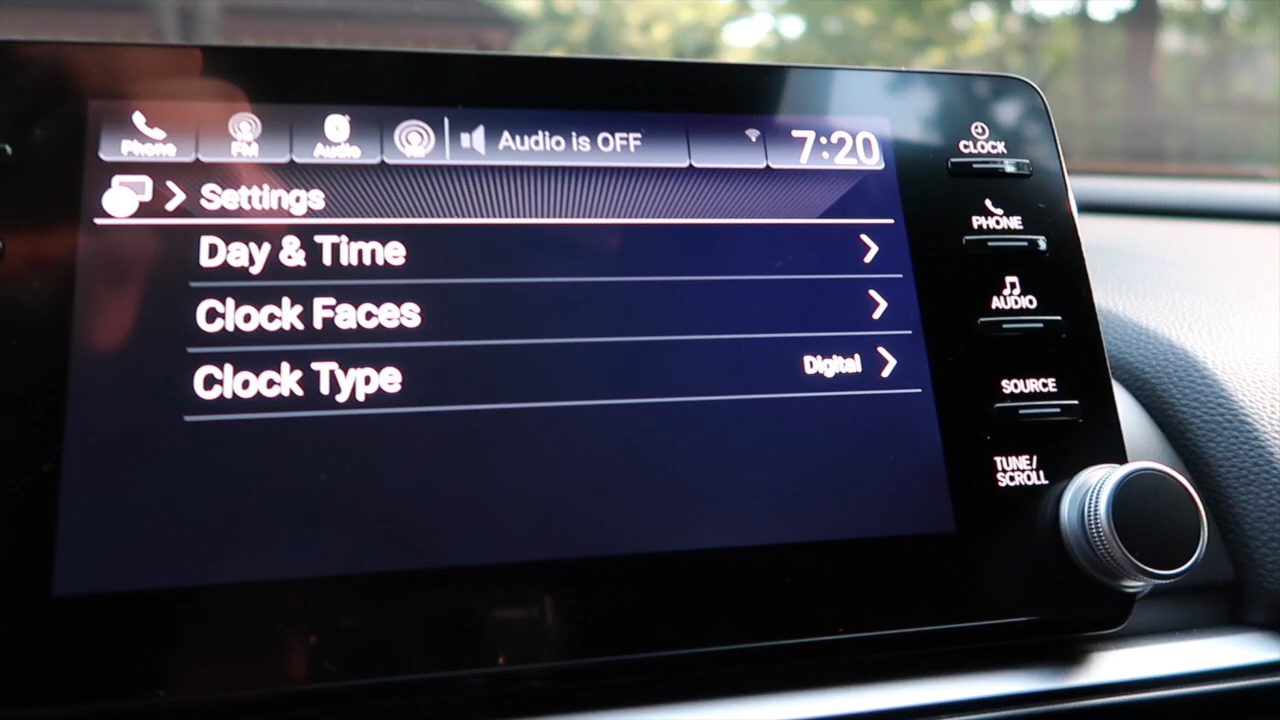 Phone
FM
Audio
Audio is OFF
7:20
Settings
Day & Time
Clock Faces
Clock Type
Digital
CLOCK
PHONE
AUDIO
SOURCE
TUNE/
SCROLL